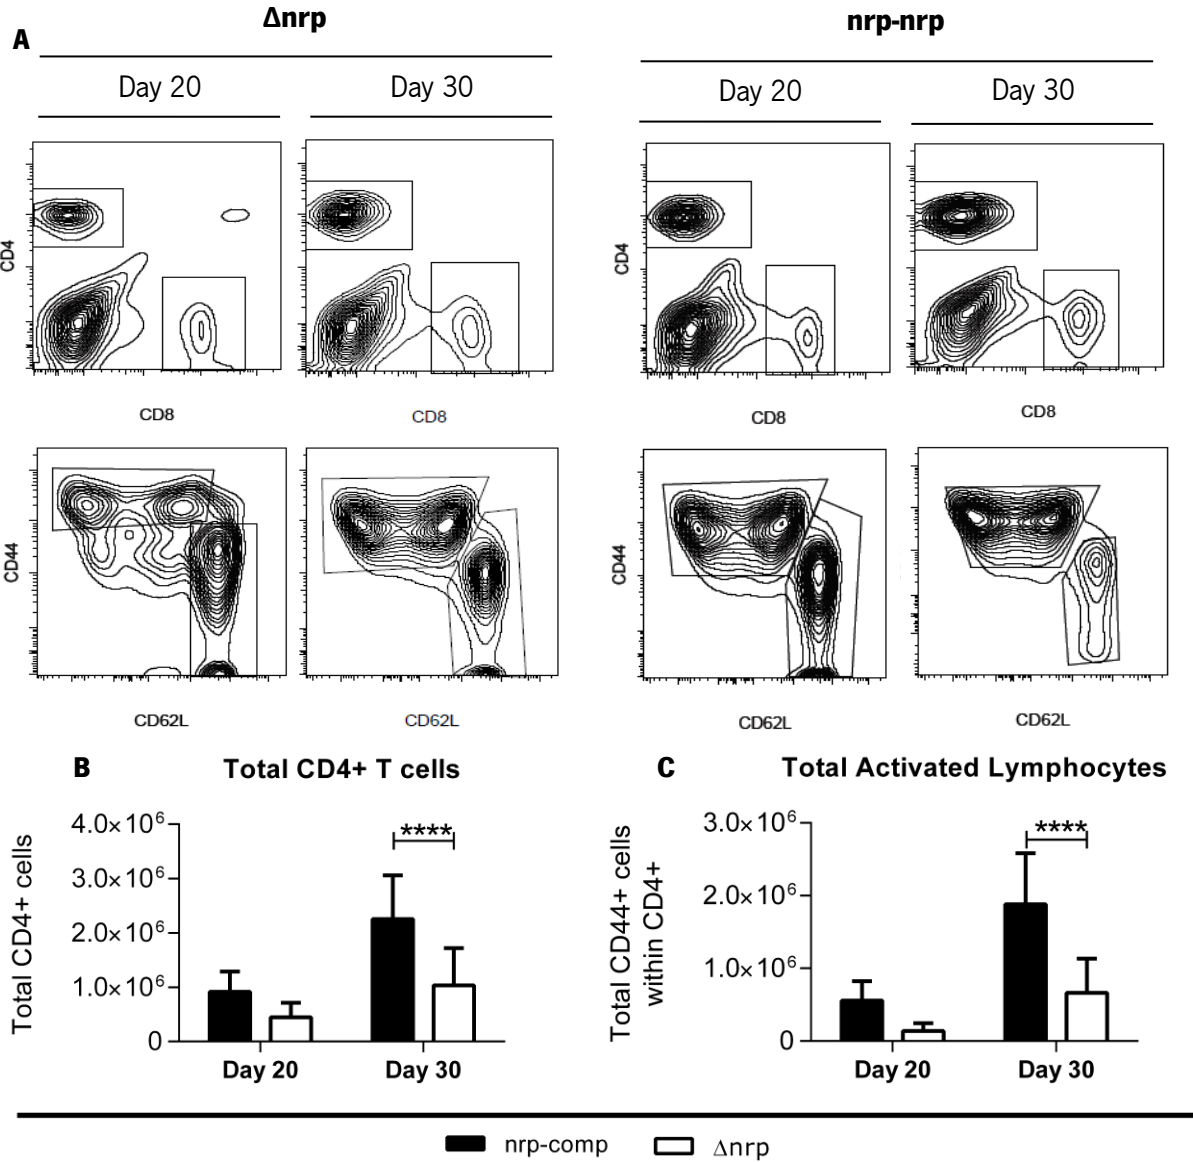 A
Δnrp
nrp-nrp
Day 20
Day 30
Day 20
Day 30
CD4
CD4
CD8
CD8
CD8
CD8
CD44
CD44
CD62L
CD62L
CD62L
CD62L
B
Total CD4+ T cells
Total CD4+ cells
4.0×10⁶
3.0×10⁶
2.0×10⁶
1.0×10⁶
0
****
Day 20
Day 30
C
Total Activated Lymphocytes
Total CD44+ cells
within CD4+
3.0×10⁶
2.0×10⁶
1.0×10⁶
0
****
Day 20
Day 30
nrp-comp
Δnrp